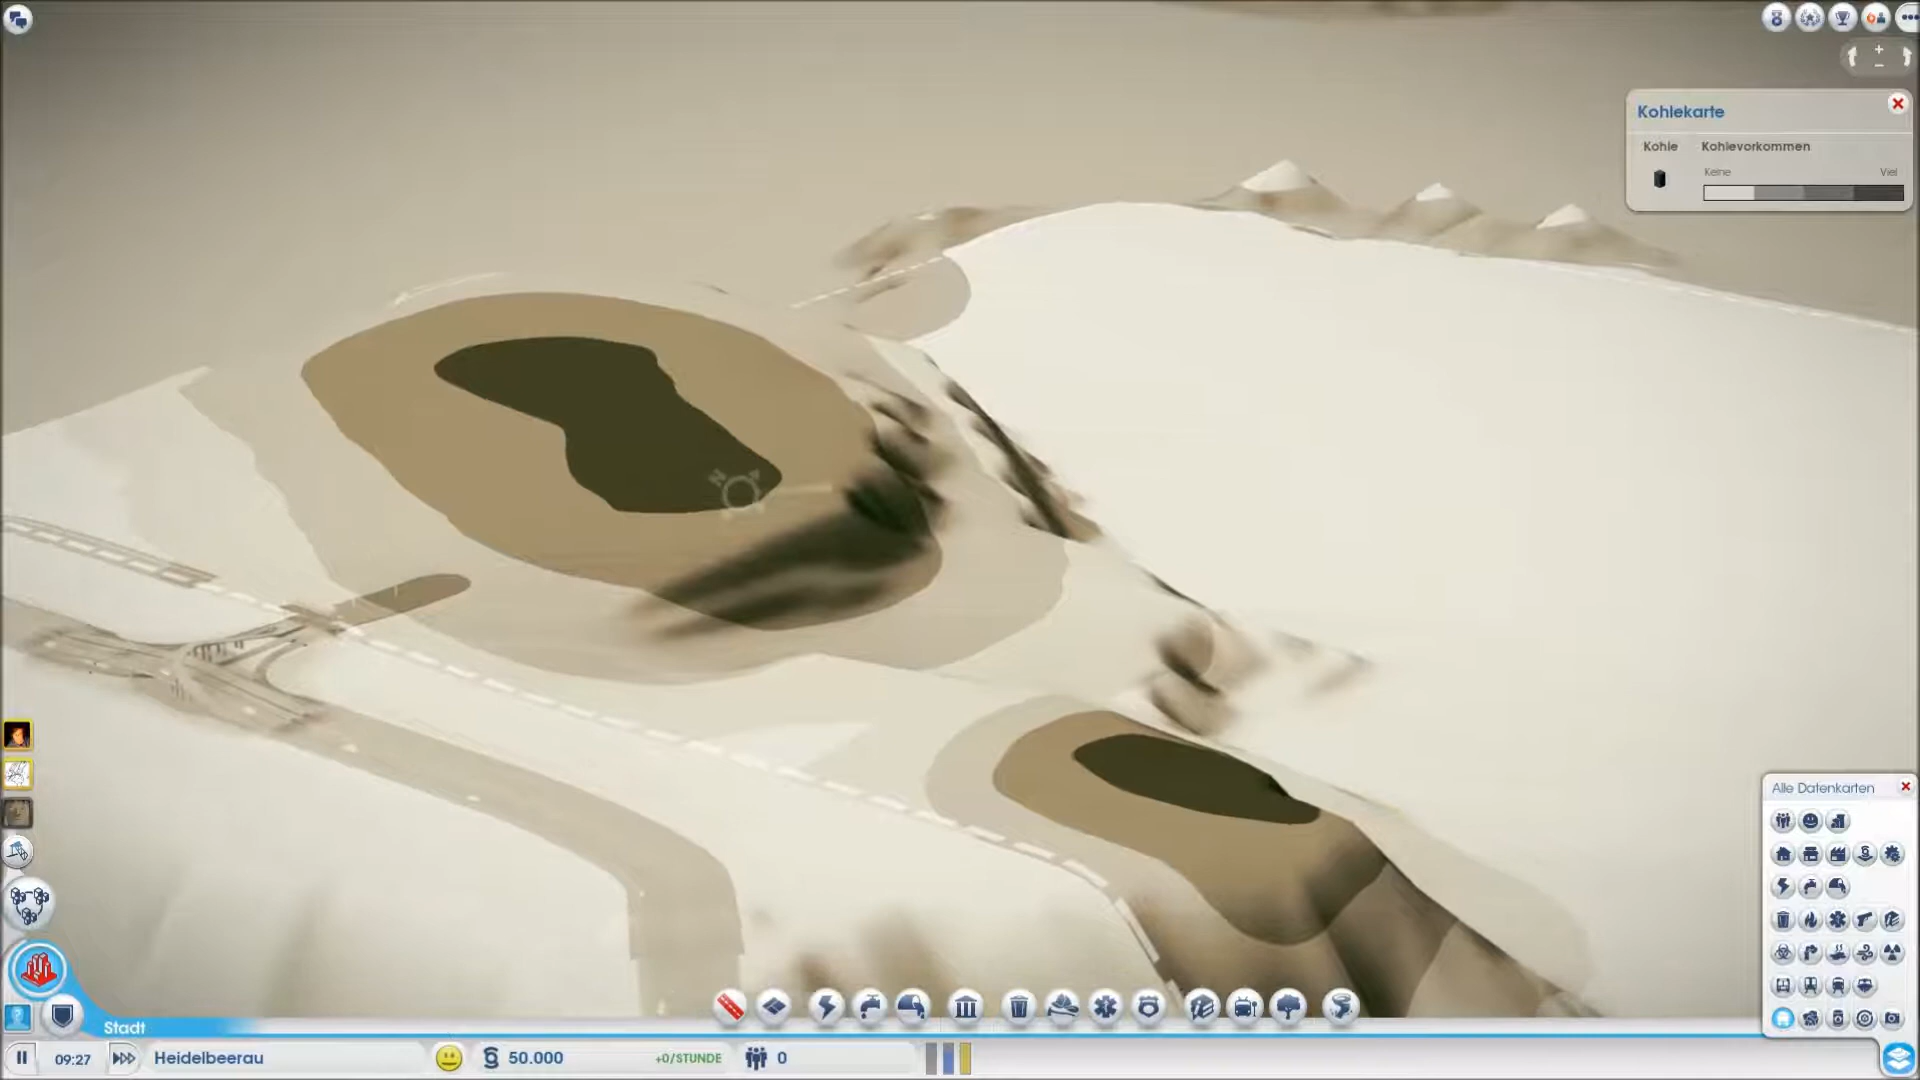 Kohlekarte
Kohle
Kohlevorkommen
Keine
Viel
N
Alle Datenkarten
Stadt
09:27
Heidelbeerau
50.000
+0/STUNDE
0